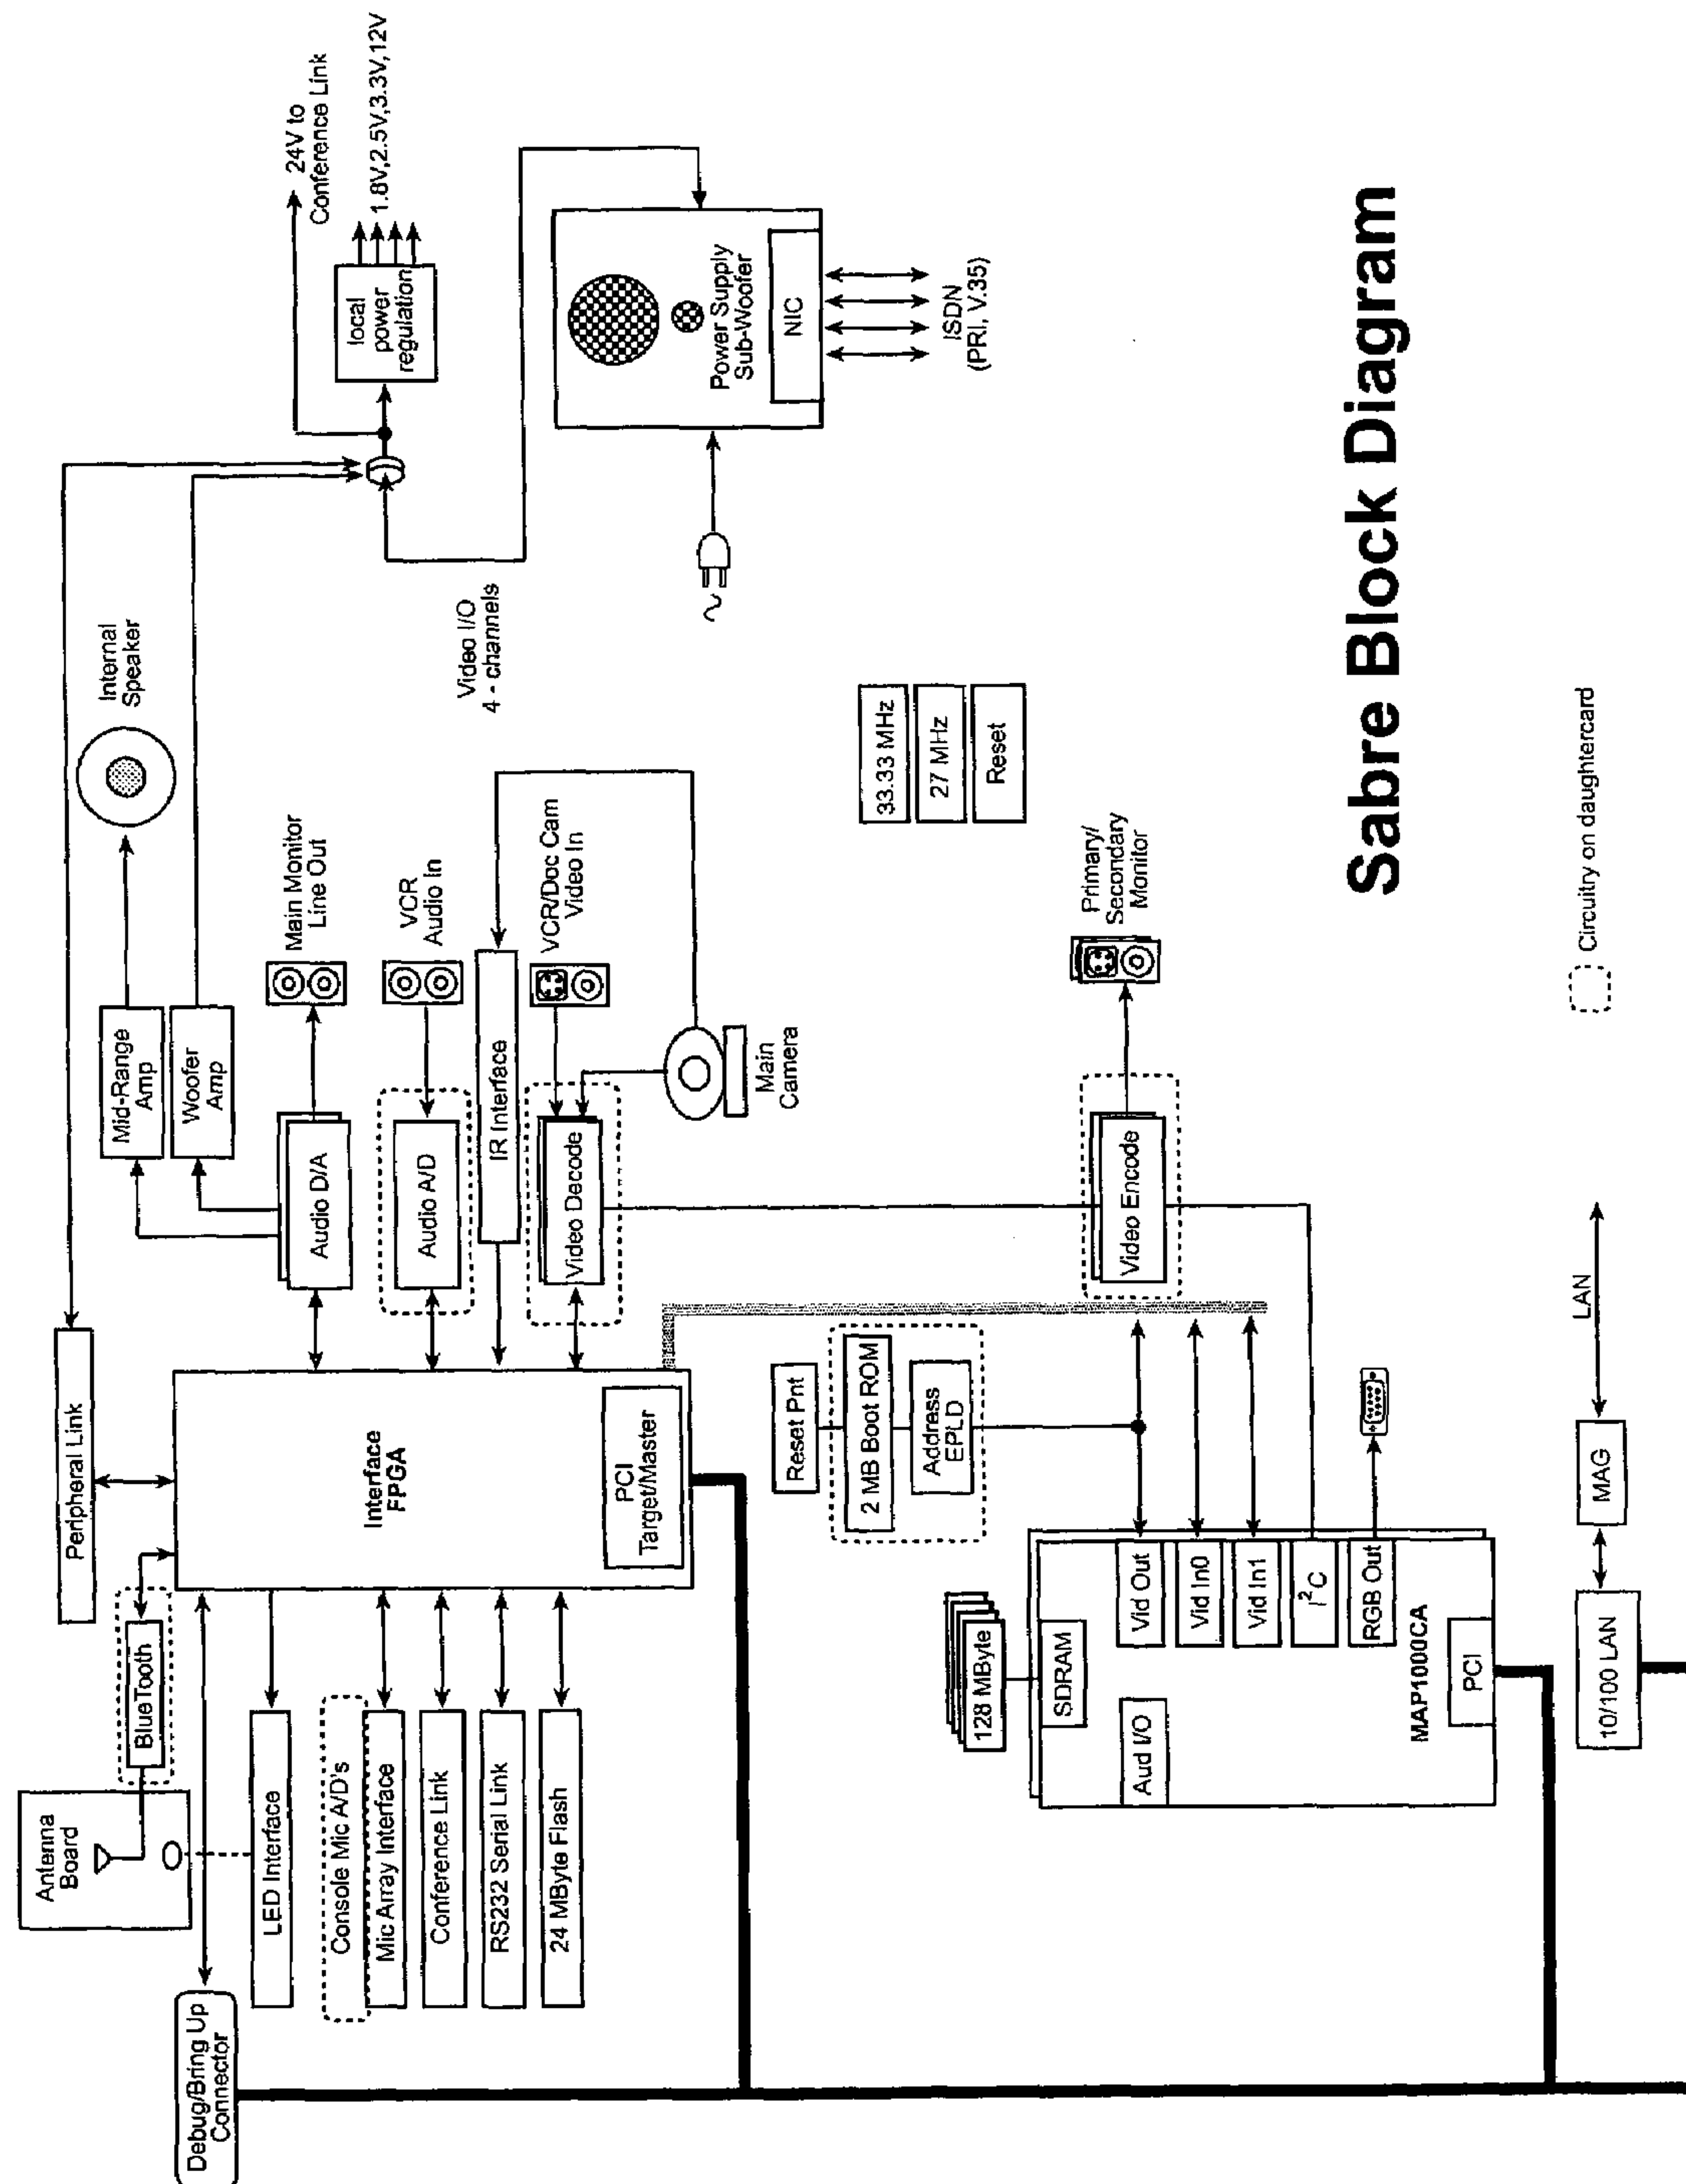 Debug/Bring Up
Connector
Antenna
Board
BlueTooth
Peripheral Link
LED Interface
Console Mic A/D's
Mic Array Interface
Conference Link
RS232 Serial Link
24 MByte Flash
Interface
FPGA
PCI
Target/Master
Mid-Range
Amp
Woofer
Amp
Audio D/A
Audio A/D
IR Interface
Video Decode
Internal
Speaker
Main Monitor
Line Out
VCR
Audio In
VCR/Doc Cam
Video In
Main
Camera
24V to
Conference Link
local
power
regulation
1.8V,2.5V,3.3V,12V
Video I/O
4 - channels
Power Supply
Sub-Woofer
NIC
ISDN
(PRI, V.35)
~
33.33 MHz
27 MHz
Reset
Reset Pnt
2 MB Boot ROM
Address
EPLD
Video Encode
Primary/
Secondary
Monitor
128 MByte
SDRAM
Aud I/O
Vid Out
Vid In0
Vid In1
I²C
RGB Out
MAP1000CA
PCI
10/100 LAN
MAG
LAN
Circuitry on daughtercard
Sabre Block Diagram